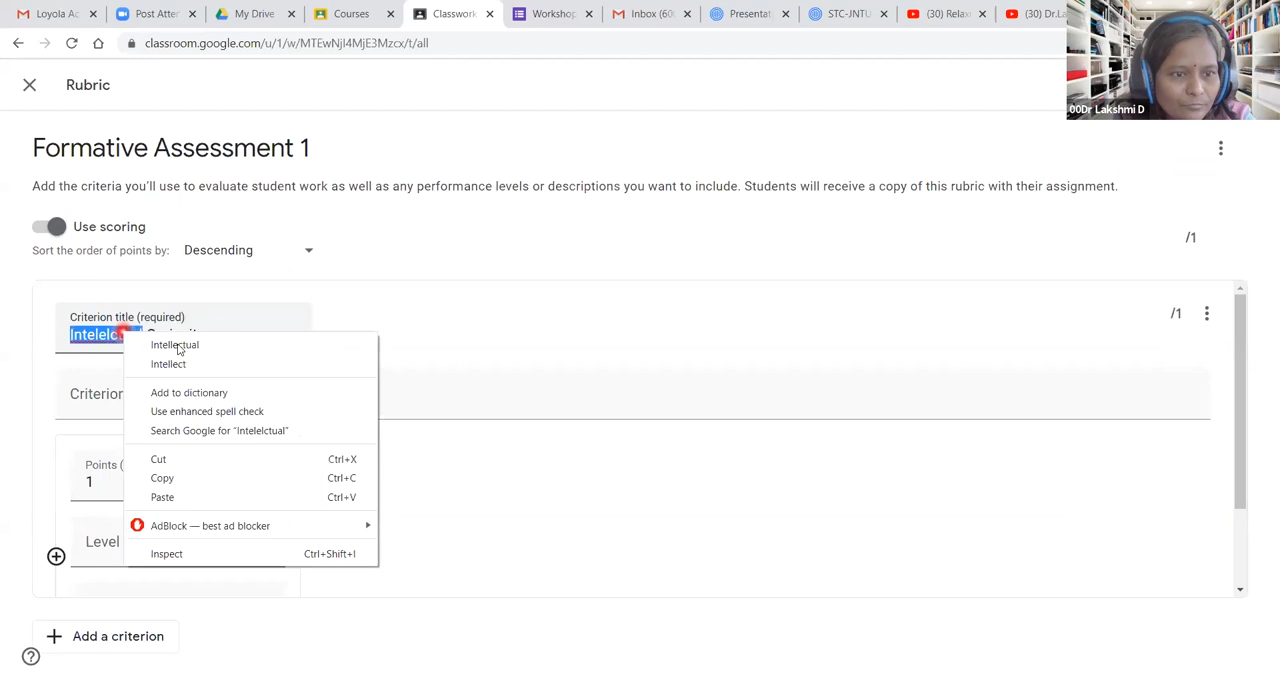 Loyola Ac
Post Atter
My Drive
Courses
Classwork
Workshop
Inbox (60
Presentat
STC-JNTU
(30) Relax
(30) Dr.La
classroom.google.com/u/1/w/MTEwNjI4MjE3Mzcx/t/all
Rubric
00Dr Lakshmi D
Formative Assessment 1
Add the criteria you'll use to evaluate student work as well as any performance levels or descriptions you want to include. Students will receive a copy of this rubric with their assignment.
Use scoring
/1
Sort the order of points by: Descending
Criterion title (required)
/1
Intelelc
Intellectual
Intellect
Criterion
Add to dictionary
Use enhanced spell check
Search Google for "Intelelctual"
Points (
Cut Ctrl+X
1
Copy Ctrl+C
Paste Ctrl+V
AdBlock — best ad blocker
Level
Inspect Ctrl+Shift+I
Add a criterion